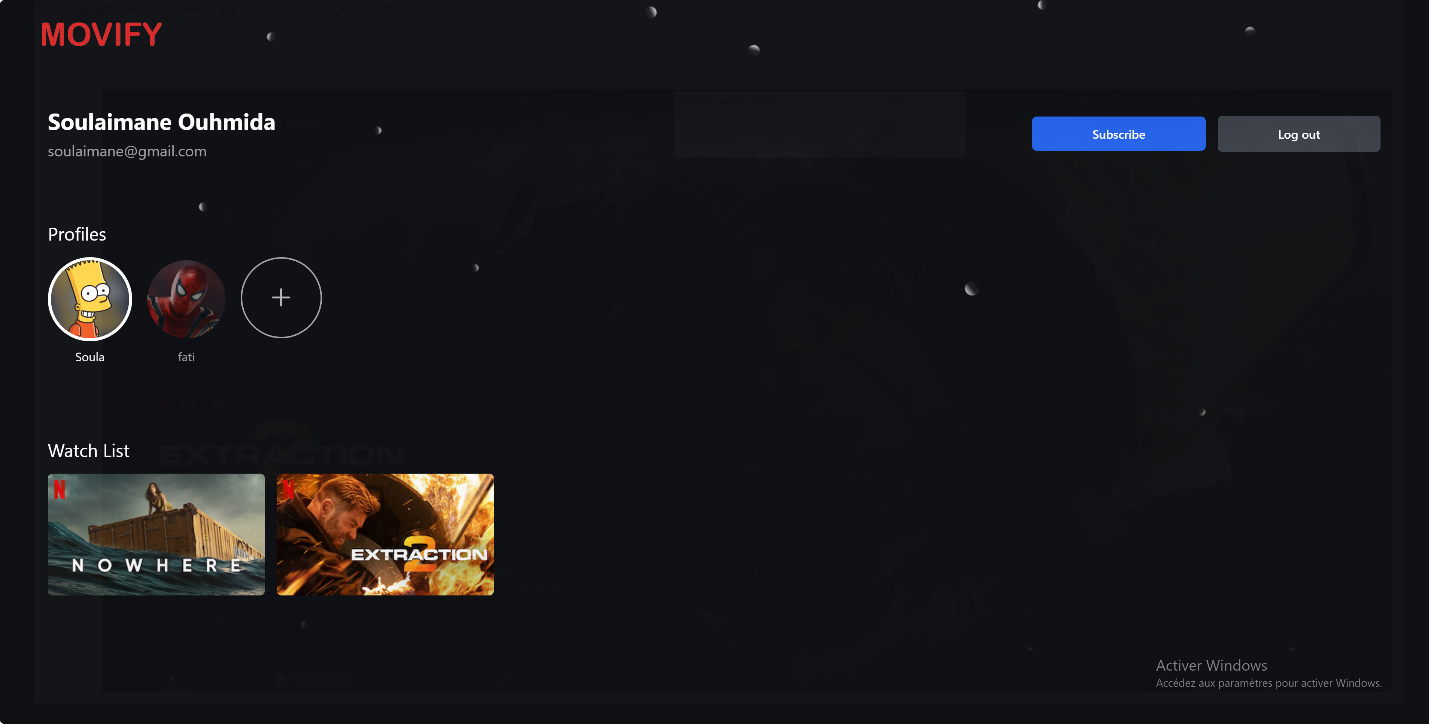 MOVIFY
Soulaimane Ouhmida
soulaimane@gmail.com
Subscribe
Log out
Profiles
Soula
fati
EXTRACTION
Watch List
N
NOWHERE
N
EXTRACTION
2
Activer Windows
Accédez aux paramètres pour activer Windows.